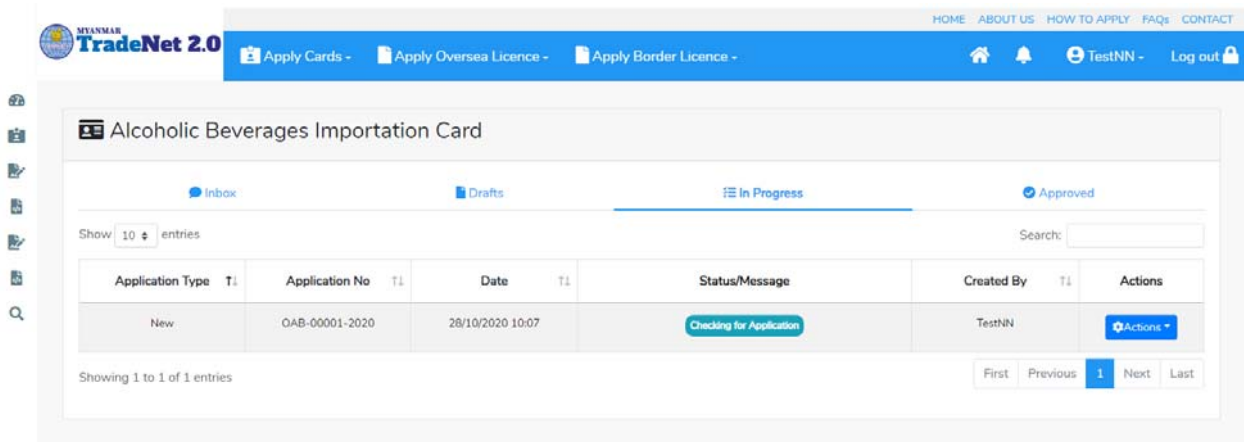 HOME ABOUT US HOW TO APPLY FAQs CONTACT
MYANMAR
TradeNet 2.0
Apply Cards - Apply Oversea Licence - Apply Border Licence - TestNN - Log out
Alcoholic Beverages Importation Card
Inbox Drafts In Progress Approved
Show 10 entries Search:
Application Type Application No Date Status/Message Created By Actions
New OAB-00001-2020 28/10/2020 10:07 Checking for Application TestNN Actions
Showing 1 to 1 of 1 entries First Previous 1 Next Last